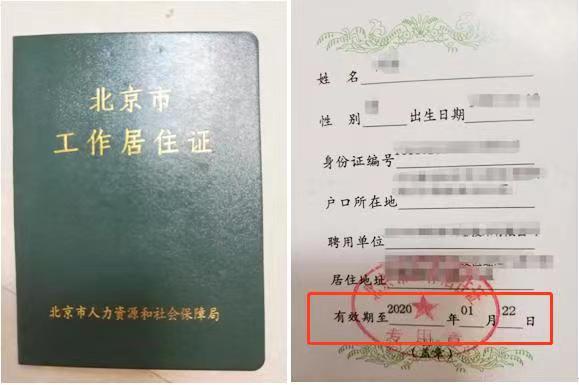 北京市
工作居住证
北京市人力资源和社会保障局
姓 名
性 别 出生日期
身份证编号
户口所在地
聘用单位
居住地址
有效期至 2020 年 01 月 22 日
专用章
(盖章)